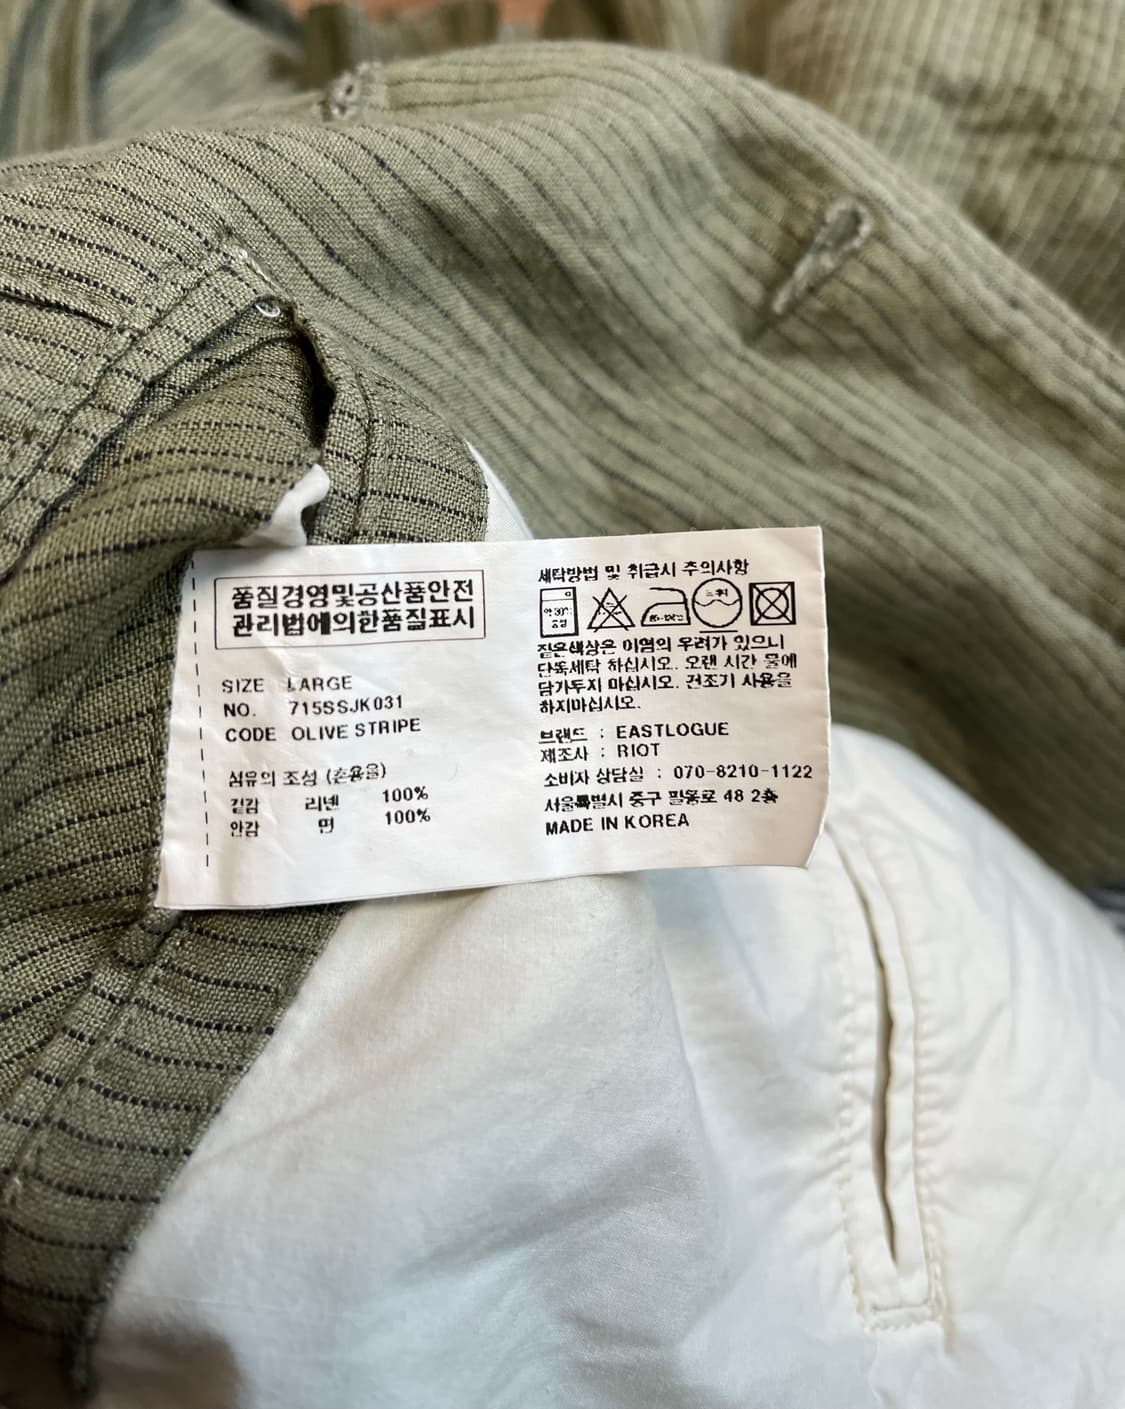 품질경영및공산품안전
관리법에의한품질표시
SIZE LARGE
NO. 715SSJK031
CODE OLIVE STRIPE
섬유의 조성 (혼용율)
겉감 리넨 100%
안감 면 100%
세탁방법 및 취급시 주의사항
약 30℃
중성
짙은색상은 이염의 우려가 있으니
단독세탁 하십시오. 오랜 시간 물에
담가두지 마십시오. 건조기 사용을
하지마십시오.
브랜드 : EASTLOGUE
제조사 : RIOT
소비자 상담실 : 070-8210-1122
서울특별시 중구 필동로 48 2층
MADE IN KOREA